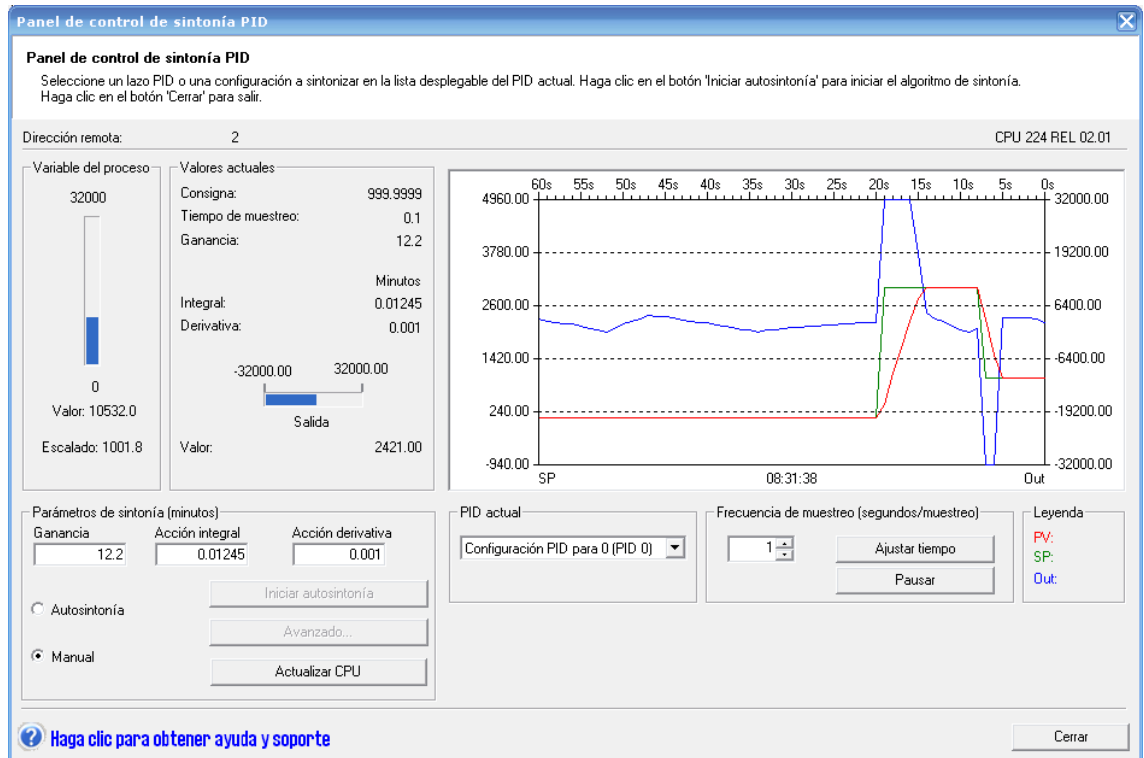 Panel de control de sintonía PID
Panel de control de sintonía PID
Seleccione un lazo PID o una configuración a sintonizar en la lista desplegable del PID actual. Haga clic en el botón 'Iniciar autosintonía' para iniciar el algoritmo de sintonía.
Haga clic en el botón 'Cerrar' para salir.
Dirección remota: 2 CPU 224 REL 02.01
Variable del proceso
32000
0
Valor: 10532.0
Escalado: 1001.8
Valores actuales
Consigna: 999.9999
Tiempo de muestreo: 0.1
Ganancia: 12.2
Minutos
Integral: 0.01245
Derivativa: 0.001
-32000.00 32000.00
Salida
Valor: 2421.00
60s 55s 50s 45s 40s 35s 30s 25s 20s 15s 10s 5s 0s
4960.00 32000.00
3780.00 19200.00
2600.00 6400.00
1420.00 -6400.00
240.00 -19200.00
-940.00 -32000.00
SP 08:31:38 Out
Parámetros de sintonía (minutos)
Ganancia Acción integral Acción derivativa
12.2 0.01245 0.001
Autosintonía
Iniciar autosintonía
Avanzado...
Manual
Actualizar CPU
PID actual
Configuración PID para 0 (PID 0)
Frecuencia de muestreo (segundos/muestreo)
1 Ajustar tiempo
Pausar
Leyenda
PV:
SP:
Out:
Haga clic para obtener ayuda y soporte
Cerrar